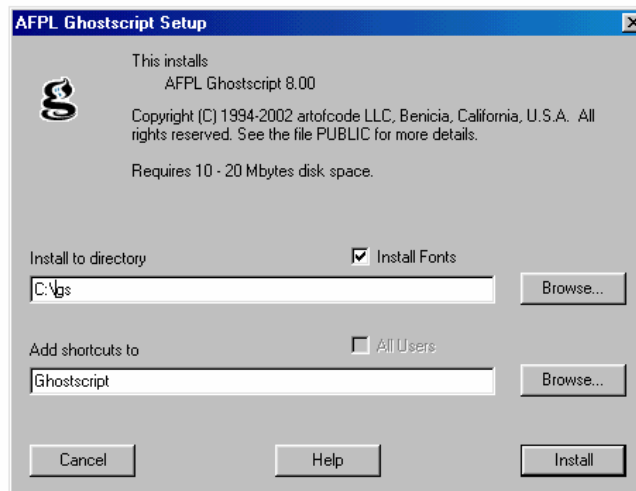 AFPL Ghostscript Setup
This installs
AFPL Ghostscript 8.00
Copyright (C) 1994-2002 artofcode LLC, Benicia, California, U.S.A. All
rights reserved. See the file PUBLIC for more details.
Requires 10 - 20 Mbytes disk space.
Install to directory
Install Fonts
C:\gs
Browse...
Add shortcuts to
All Users
Ghostscript
Browse...
Cancel
Help
Install